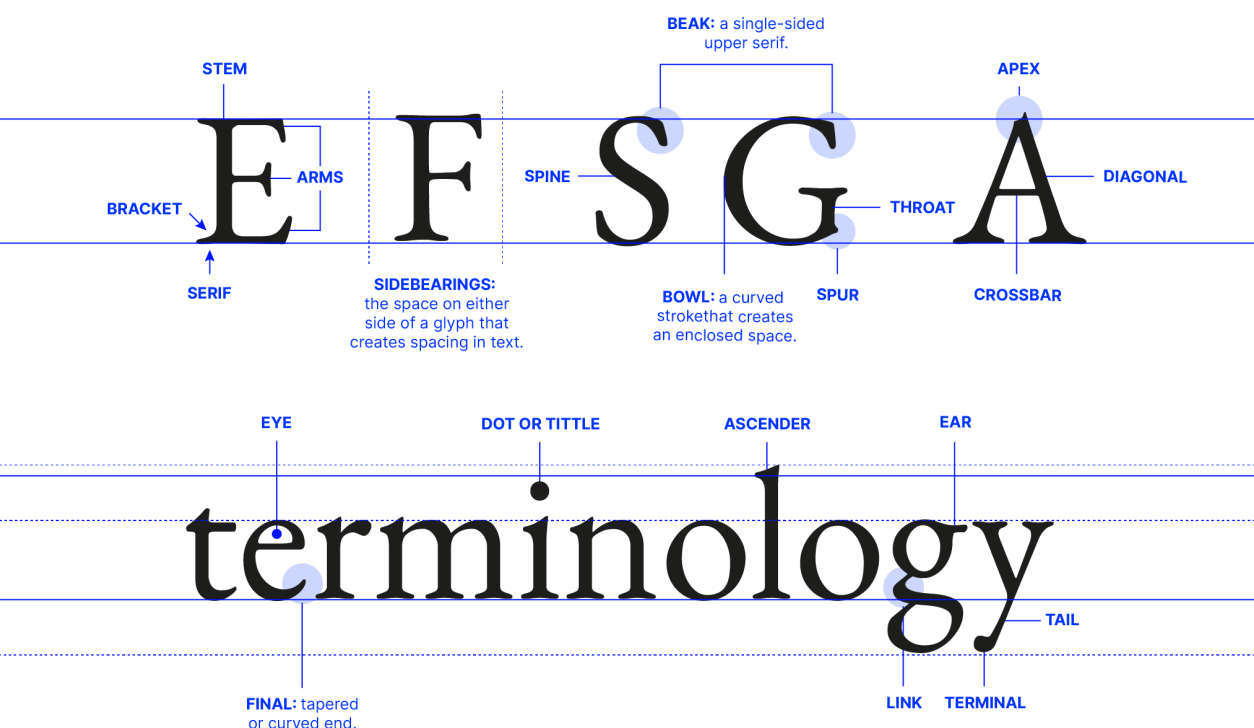 BEAK: a single-sided
upper serif.
STEM
APEX
E F S G A
ARMS
SPINE
DIAGONAL
BRACKET
THROAT
SERIF
SIDEBEARINGS:
the space on either
side of a glyph that
creates spacing in text.
BOWL: a curved
strokethat creates
an enclosed space.
SPUR
CROSSBAR
EYE
DOT OR TITTLE
ASCENDER
EAR
terminology
TAIL
LINK
TERMINAL
FINAL: tapered
or curved end.